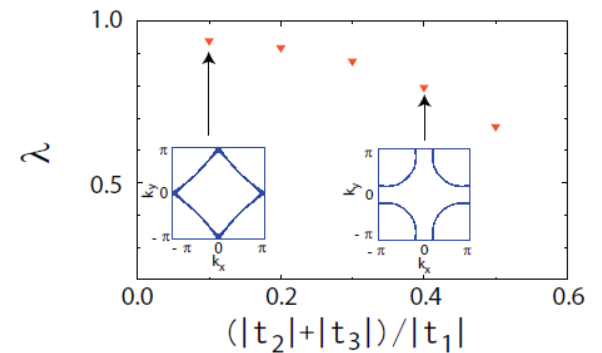 1.0
λ
0.5
π
k_y
0
- π
- π
0
π
k_x
π
k_y
0
- π
- π
0
π
k_x
0.0
0.2
0.4
0.6
(|t_2|+|t_3|)/|t_1|